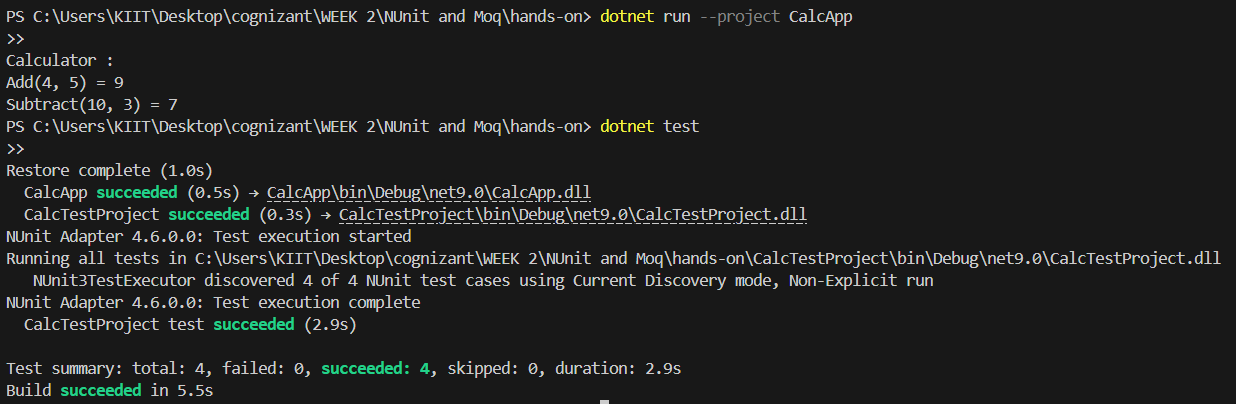 PS C:\Users\KIIT\Desktop\cognizant\WEEK 2\NUnit and Moq\hands-on> dotnet run --project CalcApp
>>
Calculator :
Add(4, 5) = 9
Subtract(10, 3) = 7
PS C:\Users\KIIT\Desktop\cognizant\WEEK 2\NUnit and Moq\hands-on> dotnet test
>>
Restore complete (1.0s)
  CalcApp succeeded (0.5s) → CalcApp\bin\Debug\net9.0\CalcApp.dll
  CalcTestProject succeeded (0.3s) → CalcTestProject\bin\Debug\net9.0\CalcTestProject.dll
NUnit Adapter 4.6.0.0: Test execution started
Running all tests in C:\Users\KIIT\Desktop\cognizant\WEEK 2\NUnit and Moq\hands-on\CalcTestProject\bin\Debug\net9.0\CalcTestProject.dll
   NUnit3TestExecutor discovered 4 of 4 NUnit test cases using Current Discovery mode, Non-Explicit run
NUnit Adapter 4.6.0.0: Test execution complete
  CalcTestProject test succeeded (2.9s)

Test summary: total: 4, failed: 0, succeeded: 4, skipped: 0, duration: 2.9s
Build succeeded in 5.5s